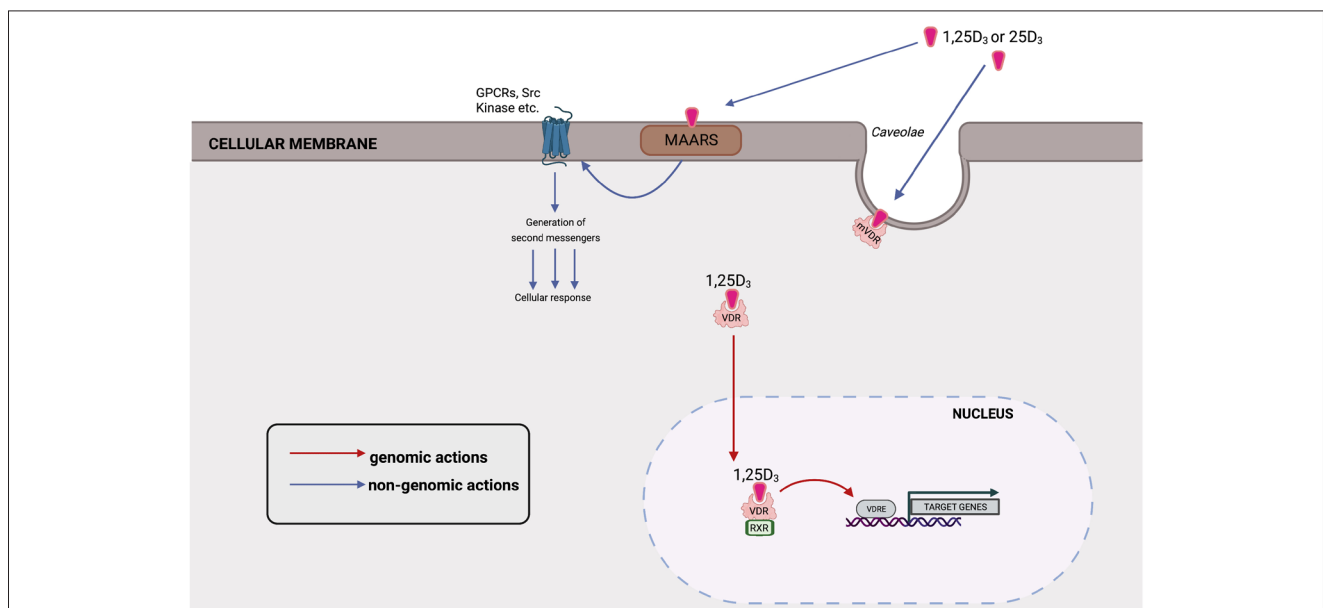 1,25D₃ or 25D₃
GPCRs, Src
Kinase etc.
Caveolae
CELLULAR MEMBRANE
MAARS
mVDR
Generation of
second messengers
Cellular response
1,25D₃
VDR
NUCLEUS
genomic actions
non-genomic actions
1,25D₃
VDR
RXR
VDRE
TARGET GENES